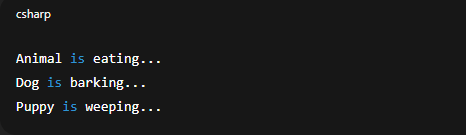 csharp
Animal is eating...
Dog is barking...
Puppy is weeping...